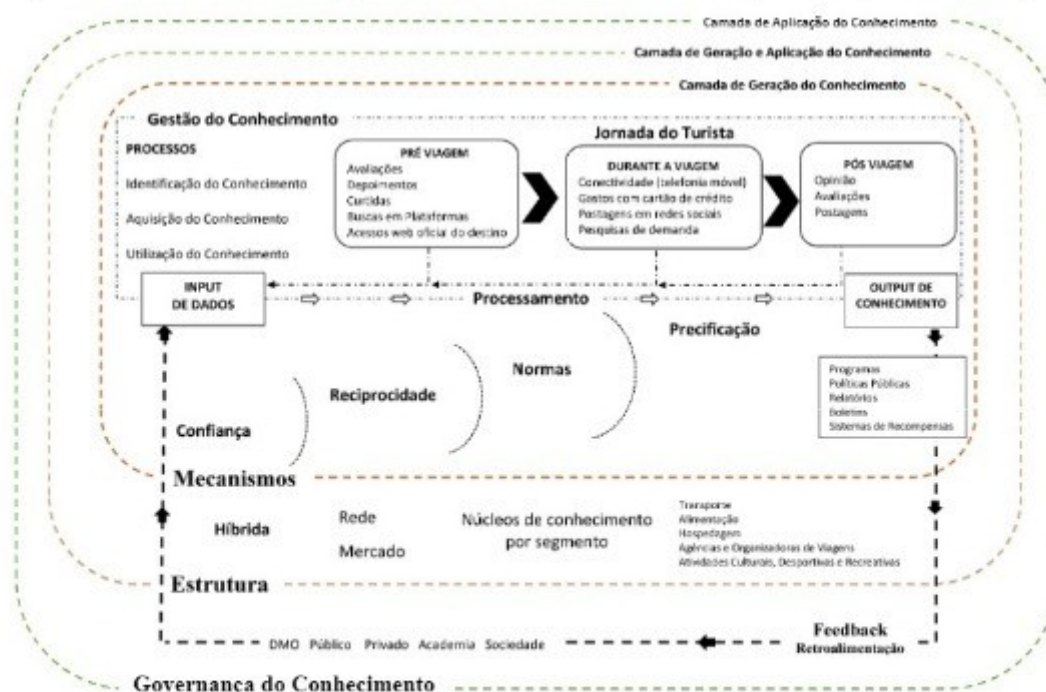 Camada de Aplicação do Conhecimento
Camada de Geração e Aplicação do Conhecimento
Camada de Geração do Conhecimento
Gestão do Conhecimento
Jornada do Turista
PROCESSOS
Identificação do Conhecimento
Aquisição do Conhecimento
Utilização do Conhecimento
PRÉ VIAGEM
Avaliações
Depoimentos
Curtidas
Buscas em Plataformas
Acessos web oficial do destino
DURANTE A VIAGEM
Conectividade (telefonia móvel)
Gastos com cartão de crédito
Postagens em redes sociais
Pesquisas de demanda
PÓS VIAGEM
Opinião
Avaliações
Postagens
INPUT
DE DADOS
Processamento
OUTPUT DE
CONHECIMENTO
Precificação
Normas
Reciprocidade
Confiança
Programas
Políticas Públicas
Relatórios
Boletins
Sistemas de Recompensas
Mecanismos
Híbrida
Rede
Mercado
Núcleos de conhecimento
por segmento
Transporte
Alimentação
Hospedagem
Agências e Organizadoras de Viagens
Atividades Culturais, Desportivas e Recreativas
Estrutura
DMO Público Privado Academia Sociedade
Feedback
Retroalimentação
Governança do Conhecimento